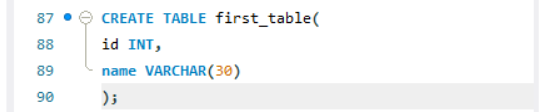 87 CREATE TABLE first_table(
88 id INT,
89 name VARCHAR(30)
90 );